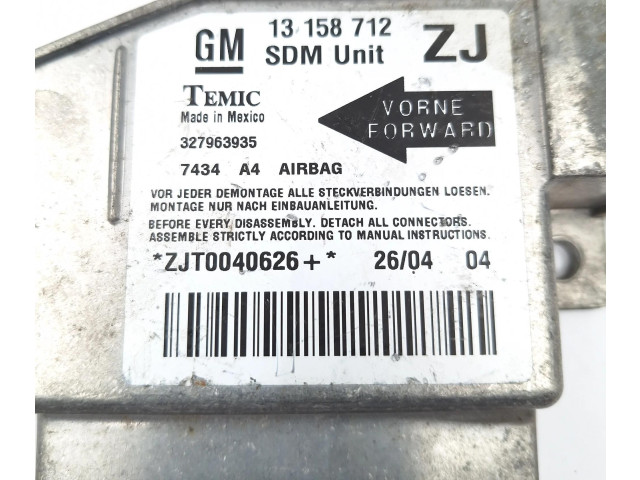 GM 13 158 712 ZJ
SDM Unit
TEMIC
Made in Mexico
VORNE
FORWARD
327963935
7434 A4 AIRBAG
VOR JEDER DEMONTAGE ALLE STECKVERBINDUNGEN LOESEN.
MONTAGE NUR NACH EINBAUANLEITUNG.
BEFORE EVERY DISASSEMBLY. DETACH ALL CONNECTORS.
ASSEMBLE STRICTLY ACCORDING TO MANUAL INSTRUCTIONS.
*ZJT0040626+* 26/04 04